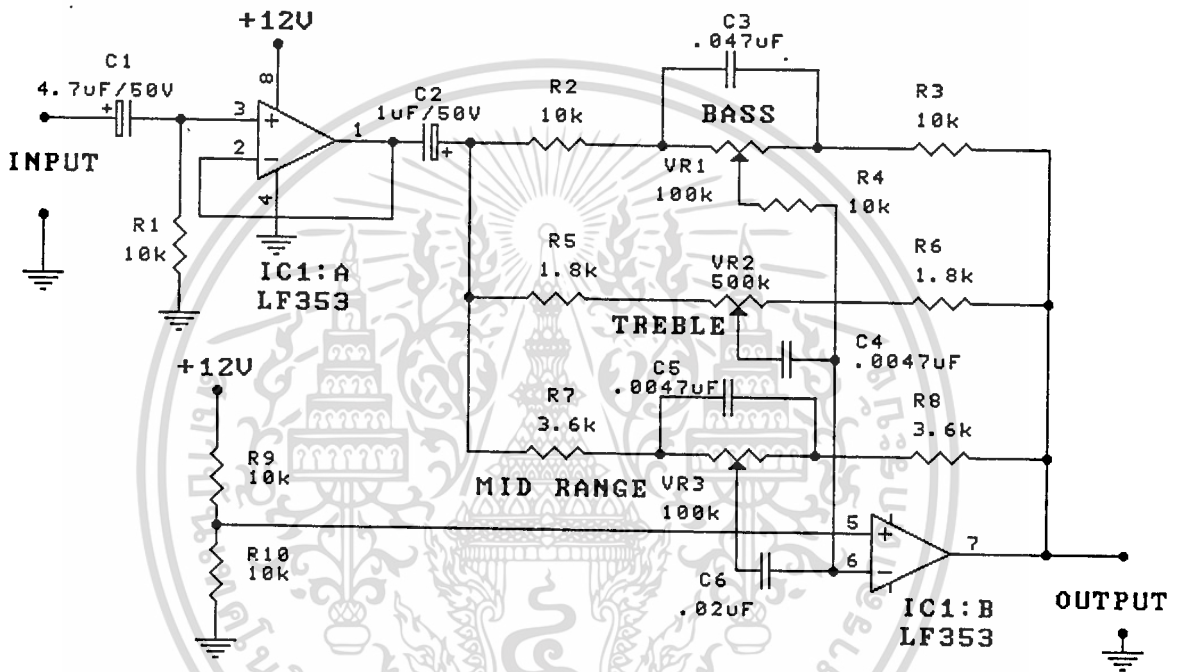 +12V
C1
4.7uF/50V
+
3
+
8
2
-
1
4
C2
1uF/50V
+
R2
10k
C3
.047uF
BASS
R3
10k
INPUT
VR1
100k
R4
10k
R1
10k
IC1:A
LF353
R5
1.8k
VR2
500k
TREBLE
R6
1.8k
C4
.0047uF
+12V
C5
.0047uF
R7
3.6k
R8
3.6k
R9
10k
MID RANGE
VR3
100k
5
+
6
-
7
R10
10k
C6
.02uF
IC1:B
LF353
OUTPUT